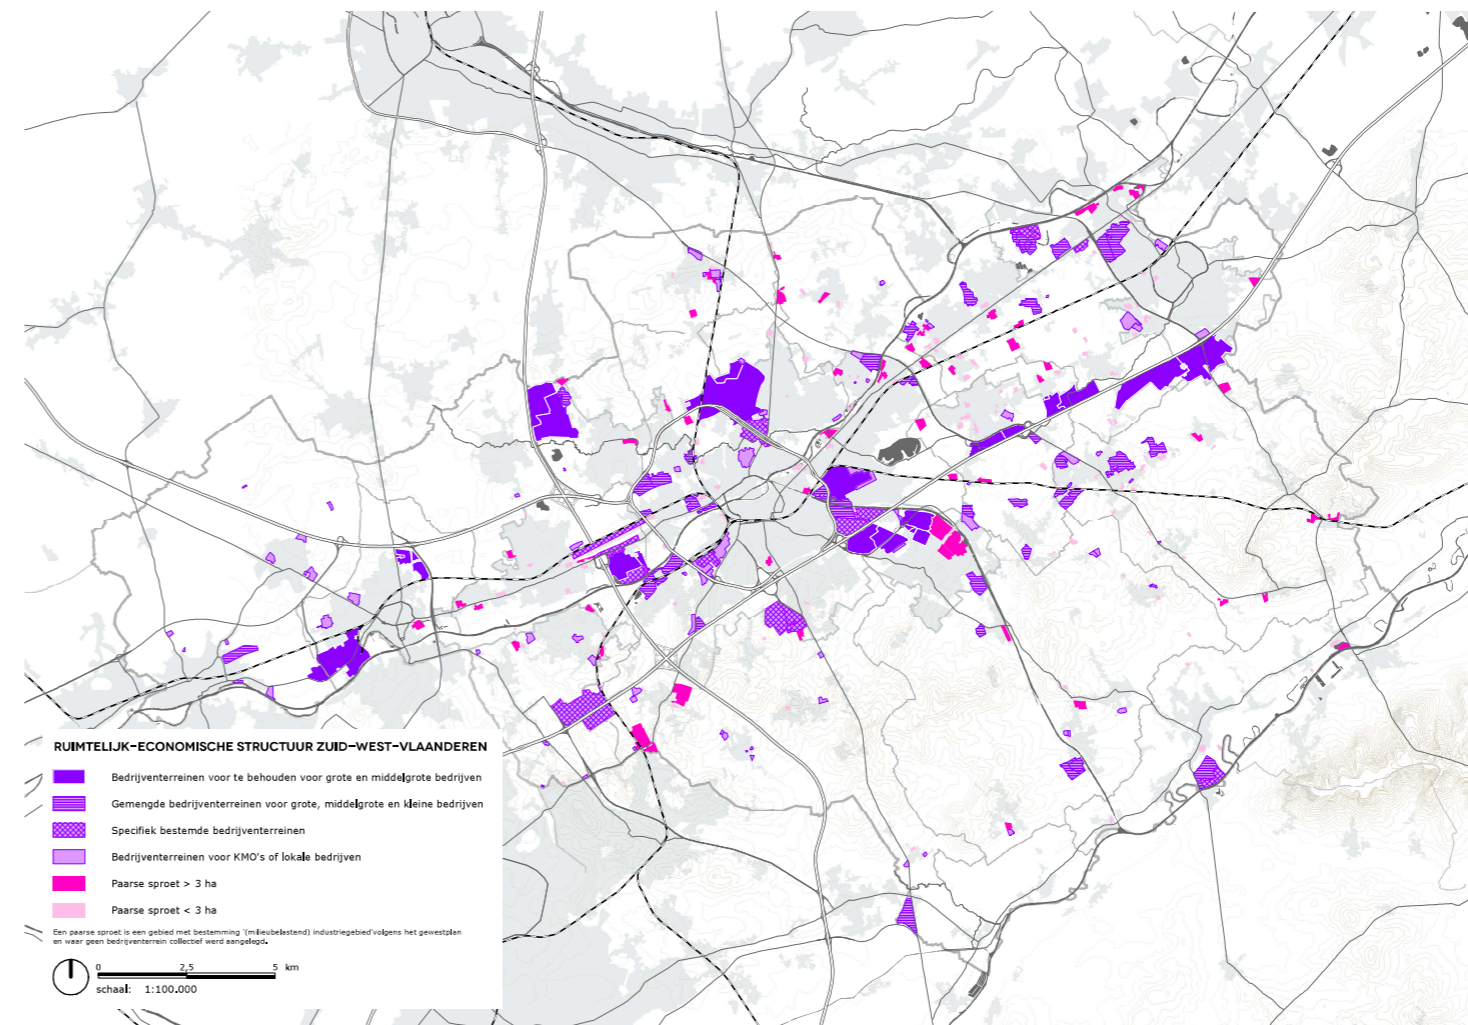 RUIMTELIJK-ECONOMISCHE STRUCTUUR ZUID-WEST-VLAANDEREN
Bedrijventerreinen voor te behouden voor grote en middelgrote bedrijven
Gemengde bedrijventerreinen voor grote, middelgrote en kleine bedrijven
Specifiek bestemde bedrijventerreinen
Bedrijventerreinen voor KMO's of lokale bedrijven
Paarse sproet > 3 ha
Paarse sproet < 3 ha
Een paarse sproet is een gebied met bestemming '(milieubelastend) industriegebied'volgens het gewestplan
en waar geen bedrijventerrein collectief werd aangelegd.
0 2,5 5 km
schaal: 1:100.000